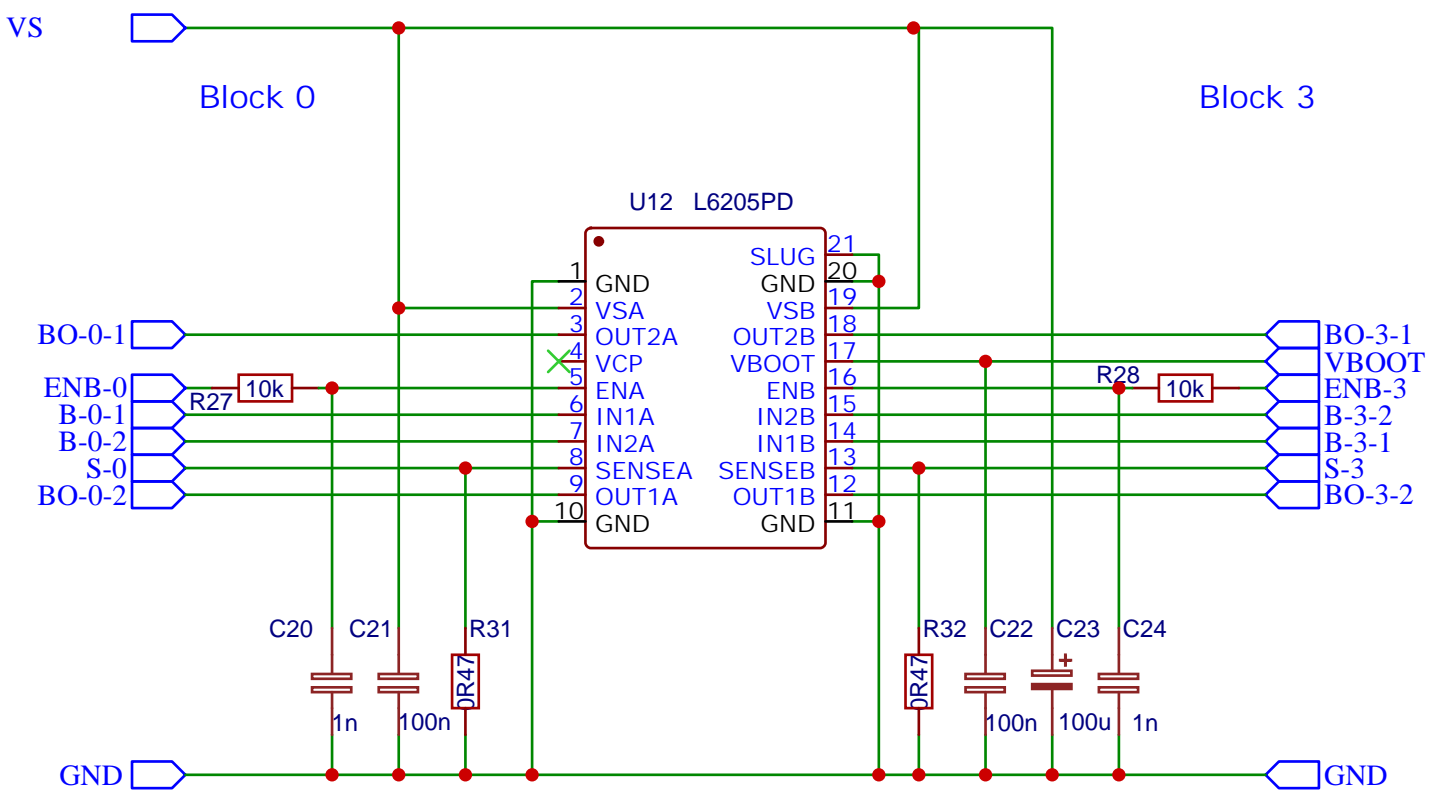 VS
Block 0
Block 3
U12 L6205PD
SLUG 21
1 GND
GND 20
2 VSA
VSB 19
BO-0-1
3 OUT2A
OUT2B 18
BO-3-1
4 VCP
VBOOT 17
VBOOT
ENB-0
R27
10k
5 ENA
ENB 16
R28
10k
ENB-3
B-0-1
6 IN1A
IN2B 15
B-3-2
B-0-2
7 IN2A
IN1B 14
B-3-1
S-0
8 SENSEA
SENSEB 13
S-3
BO-0-2
9 OUT1A
OUT1B 12
BO-3-2
10 GND
GND 11
C20
C21
R31
R32
C22
C23
C24
0R47
0R47
+
1n
100n
100n
100u
1n
GND
GND